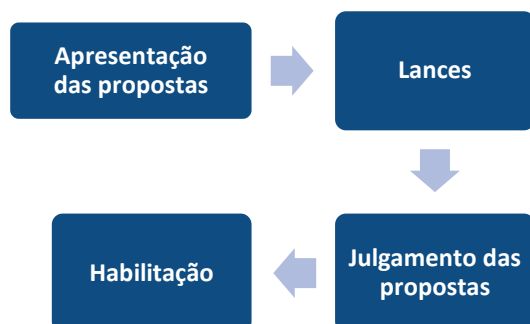 Apresentação
das propostas
Lances
Julgamento das
propostas
Habilitação